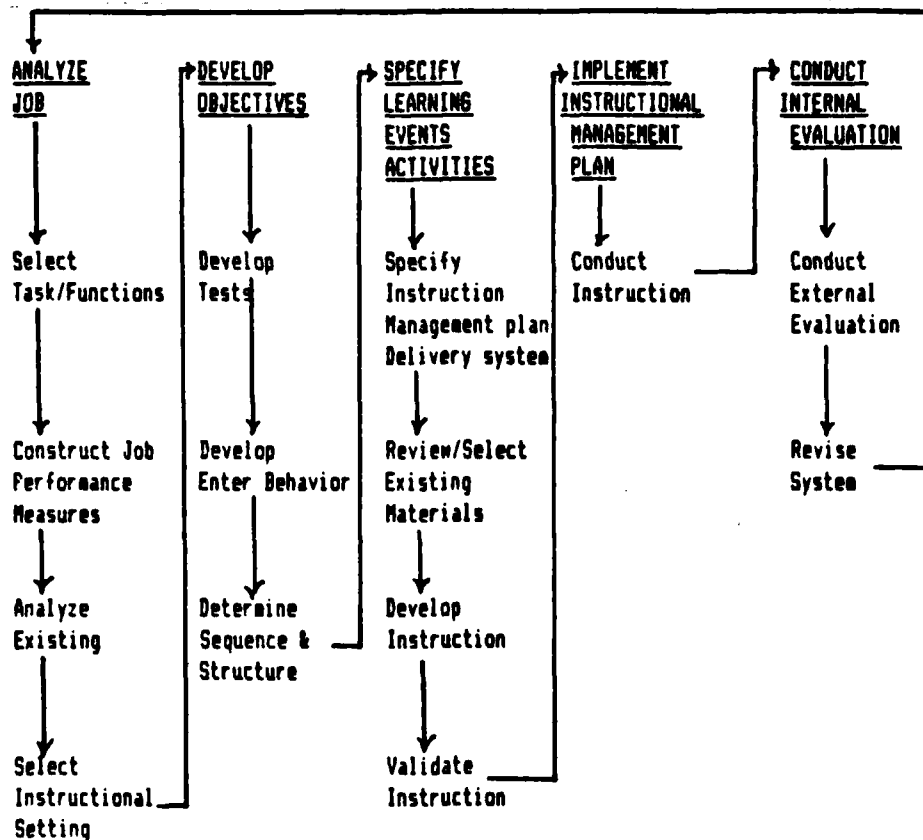 ANALYZE
JOB
Select
Task/Functions
Construct Job
Performance
Measures
Analyze
Existing
Select
Instructional
Setting
DEVELOP
OBJECTIVES
Develop
Tests
Develop
Enter Behavior
Determine
Sequence &
Structure
SPECIFY
LEARNING
EVENTS
ACTIVITIES
Specify
Instruction
Management plan
Delivery system
Review/Select
Existing
Materials
Develop
Instruction
Validate
Instruction
IMPLEMENT
INSTRUCTIONAL
MANAGEMENT
PLAN
Conduct
Instruction
CONDUCT
INTERNAL
EVALUATION
Conduct
External
Evaluation
Revise
System